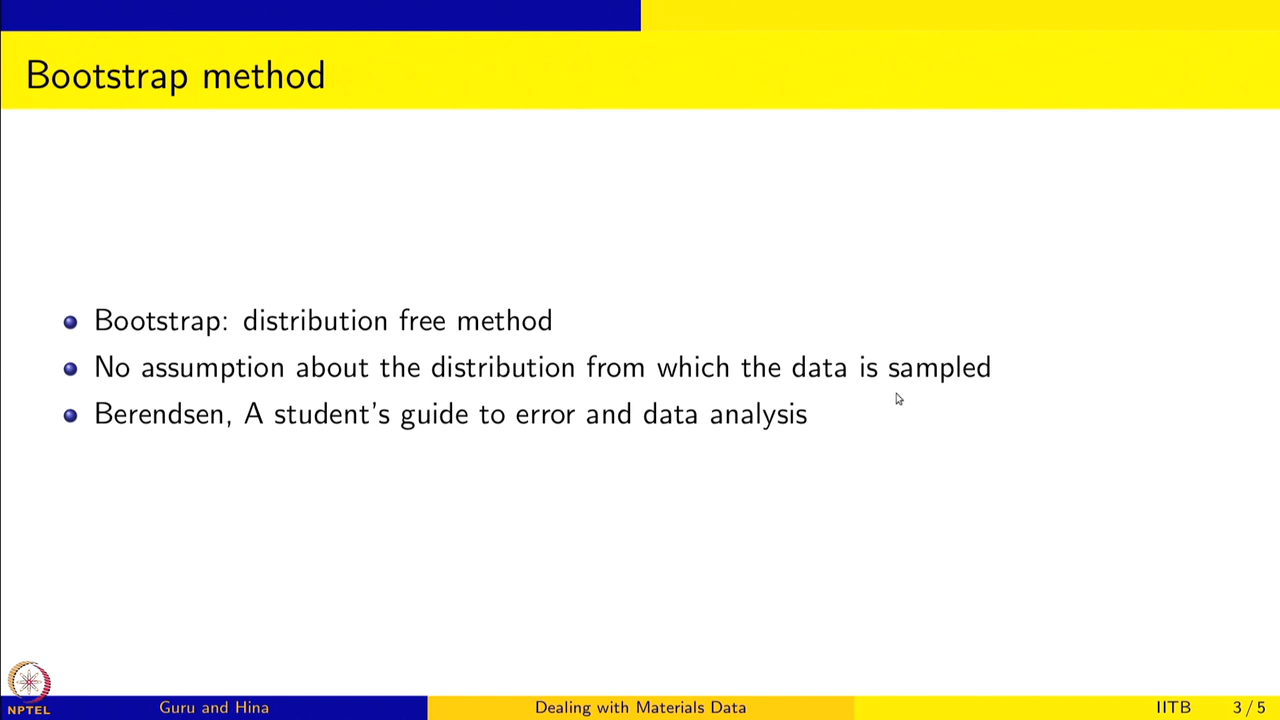 Bootstrap method
Bootstrap: distribution free method
No assumption about the distribution from which the data is sampled
Berendsen, A student's guide to error and data analysis
NPTEL
Guru and Hina
Dealing with Materials Data
IITB
3 / 5